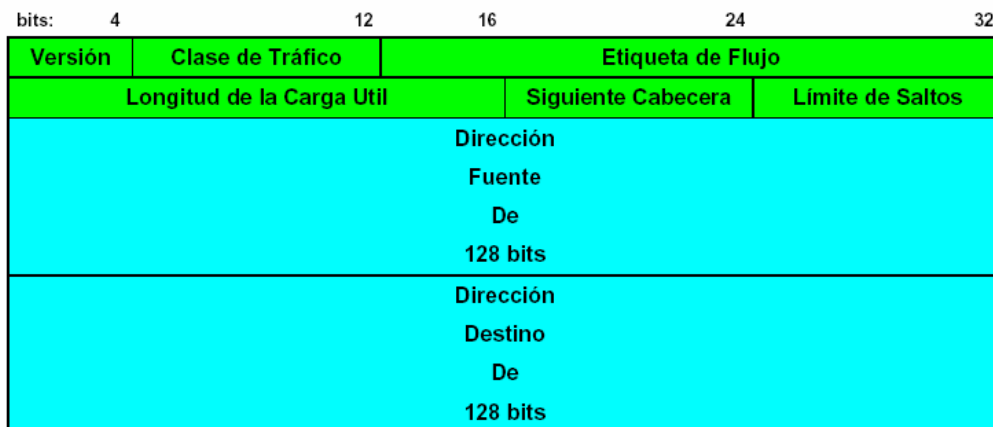 bits: 4 12 16 24 32
Versión Clase de Tráfico Etiqueta de Flujo
Longitud de la Carga Util Siguiente Cabecera Límite de Saltos
Dirección
Fuente
De
128 bits
Dirección
Destino
De
128 bits